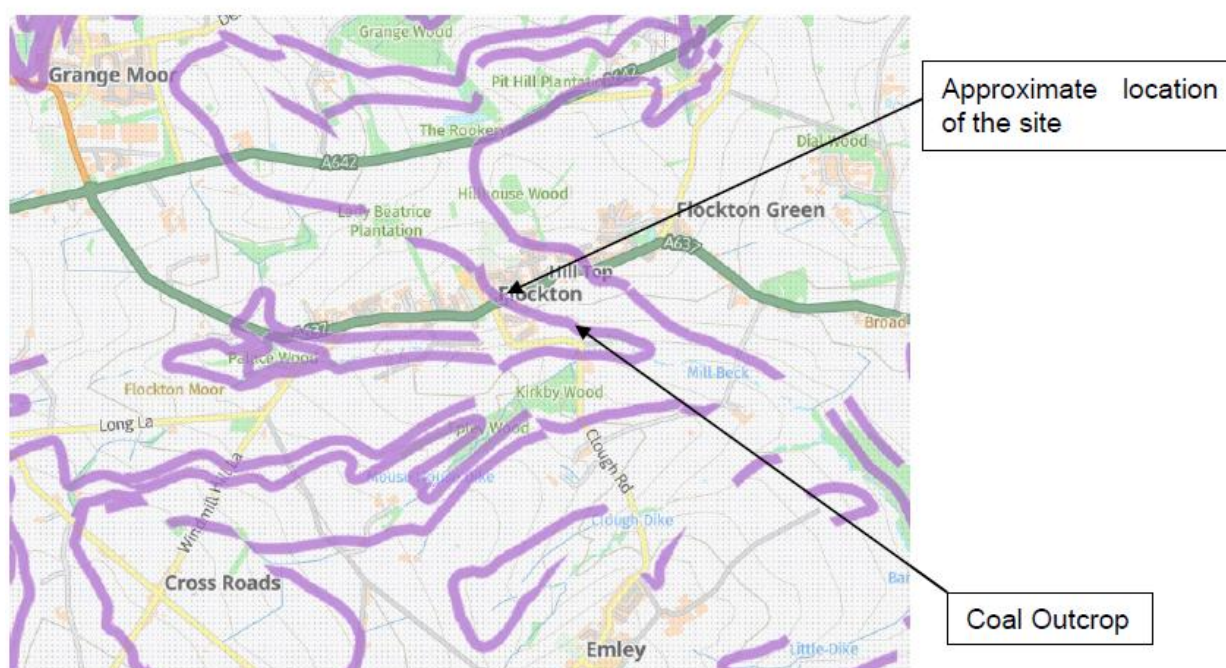 Grange Wood
Grange Moor
Pit Hill Plantation
A642
The Rookery
Dial Wood
A642
Hillhouse Wood
Lady Beatrice
Plantation
Flockton Green
A637
Hill Top
Flockton
Broad
Palace Wood
Flockton Moor
Mill Beck
Kirkby Wood
Long La
Clough Rd
Windmill Hill La
Clough Dike
Cross Roads
Emley
Little-Dike
Approximate location
of the site
Coal Outcrop